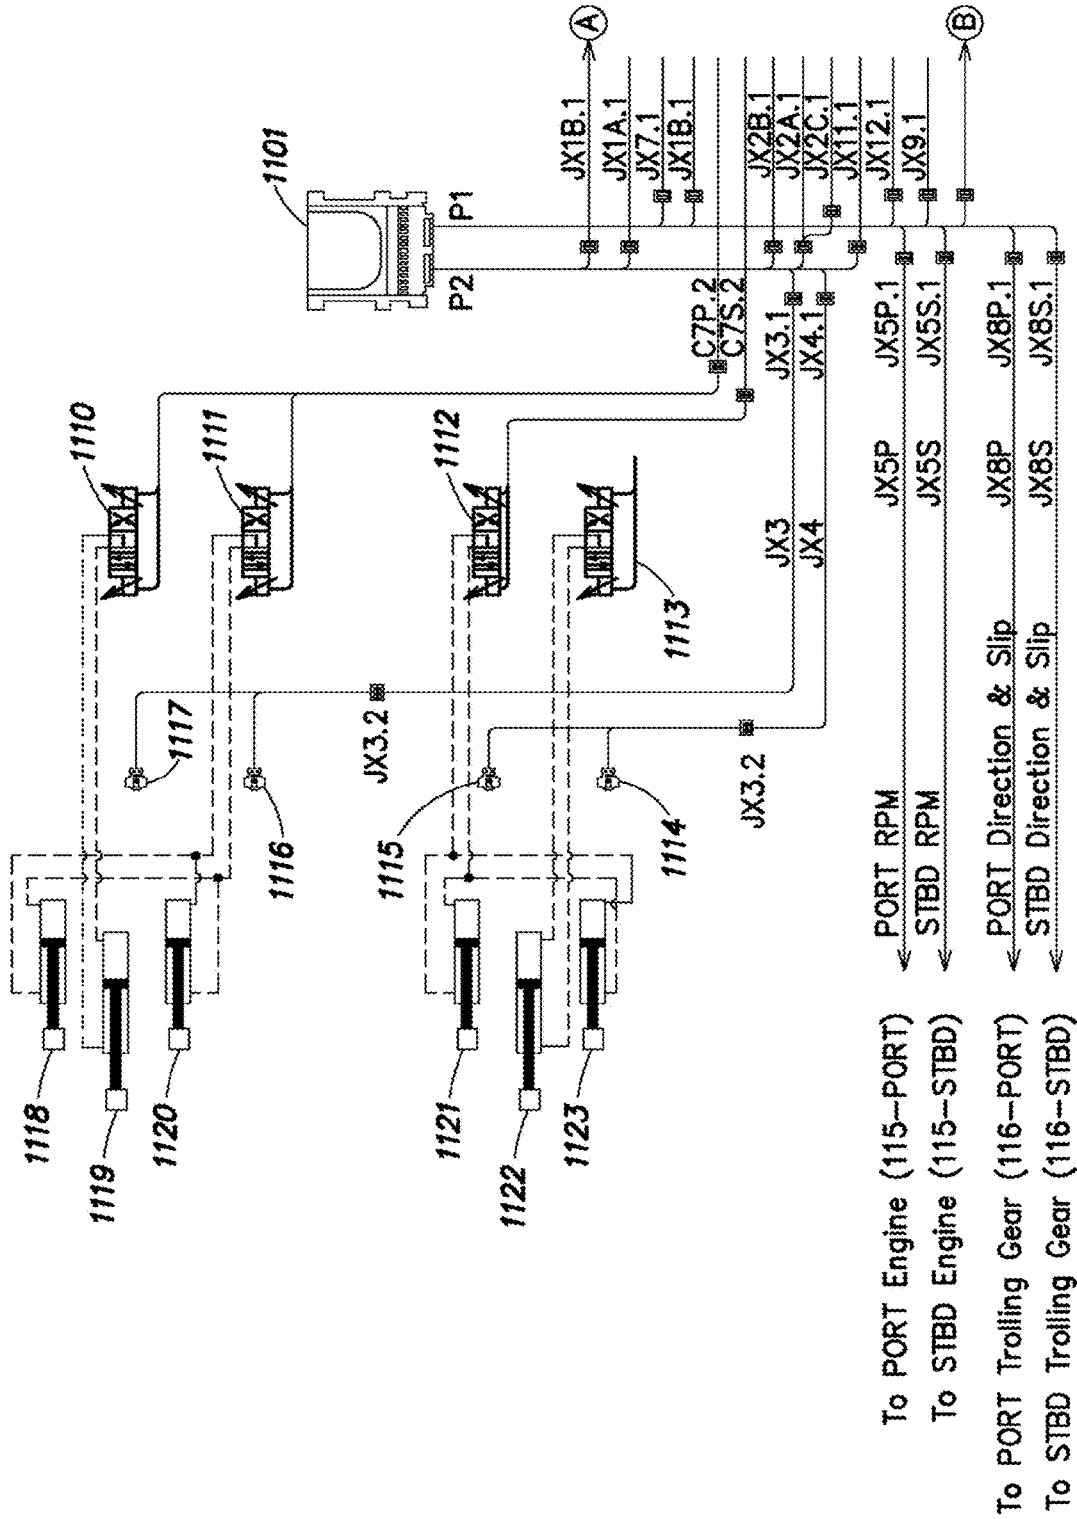 A
B
JX1B.1
JX1A.1
JX7.1
JX1B.1
JX2B.1
JX2A.1
JX2C.1
JX11.1
JX12.1
JX9.1
1101
P1
P2
C7P.2
C7S.2
JX3.1
JX4.1
JX5P.1
JX5S.1
JX8P.1
JX8S.1
1110
1111
1112
1113
JX3
JX4
JX5P
JX5S
JX8P
JX8S
1117
1116
1115
1114
JX3.2
JX3.2
PORT RPM
STBD RPM
PORT Direction & Slip
STBD Direction & Slip
1118
1119
1120
1121
1122
1123
To PORT Engine (115-PORT)
To STBD Engine (115-STBD)
To PORT Trolling Gear (116-PORT)
To STBD Trolling Gear (116-STBD)